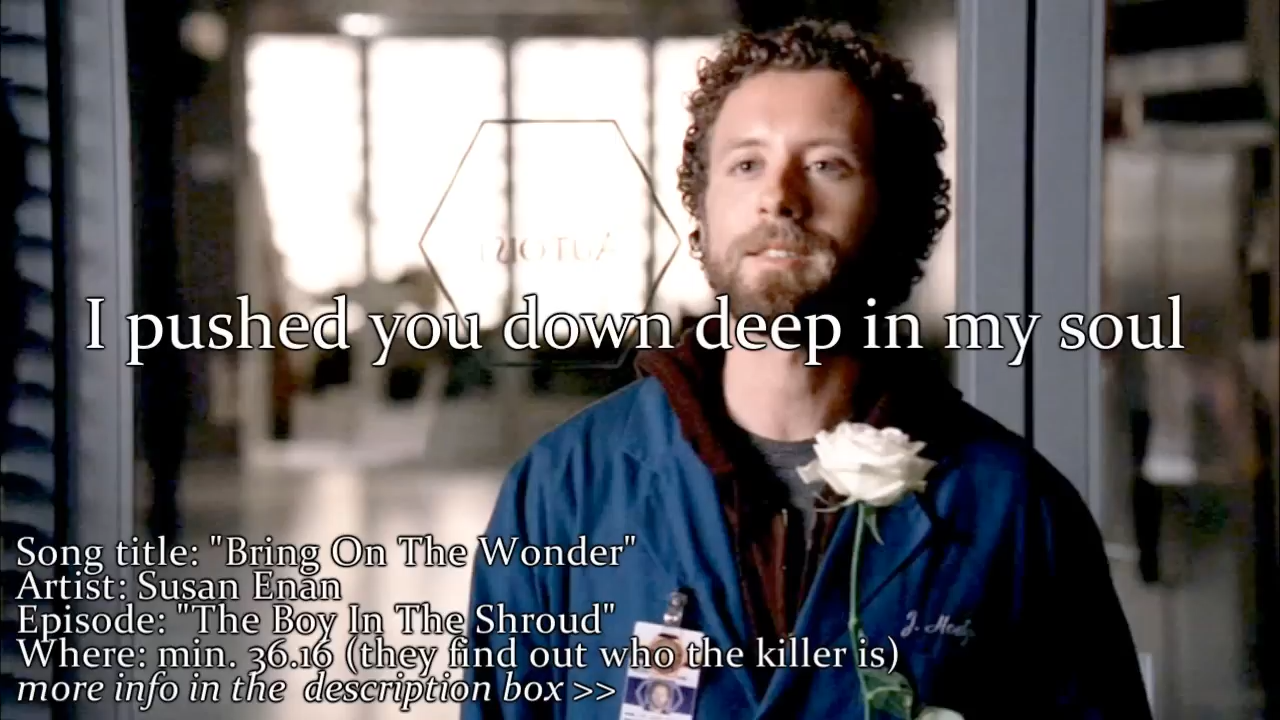 AUTOPSY
I pushed you down deep in my soul
Song title: "Bring On The Wonder"
Artist: Susan Enan
Episode: "The Boy In The Shroud"
Where: min. 36.16 (they find out who the killer is)
more info in the  description box >>